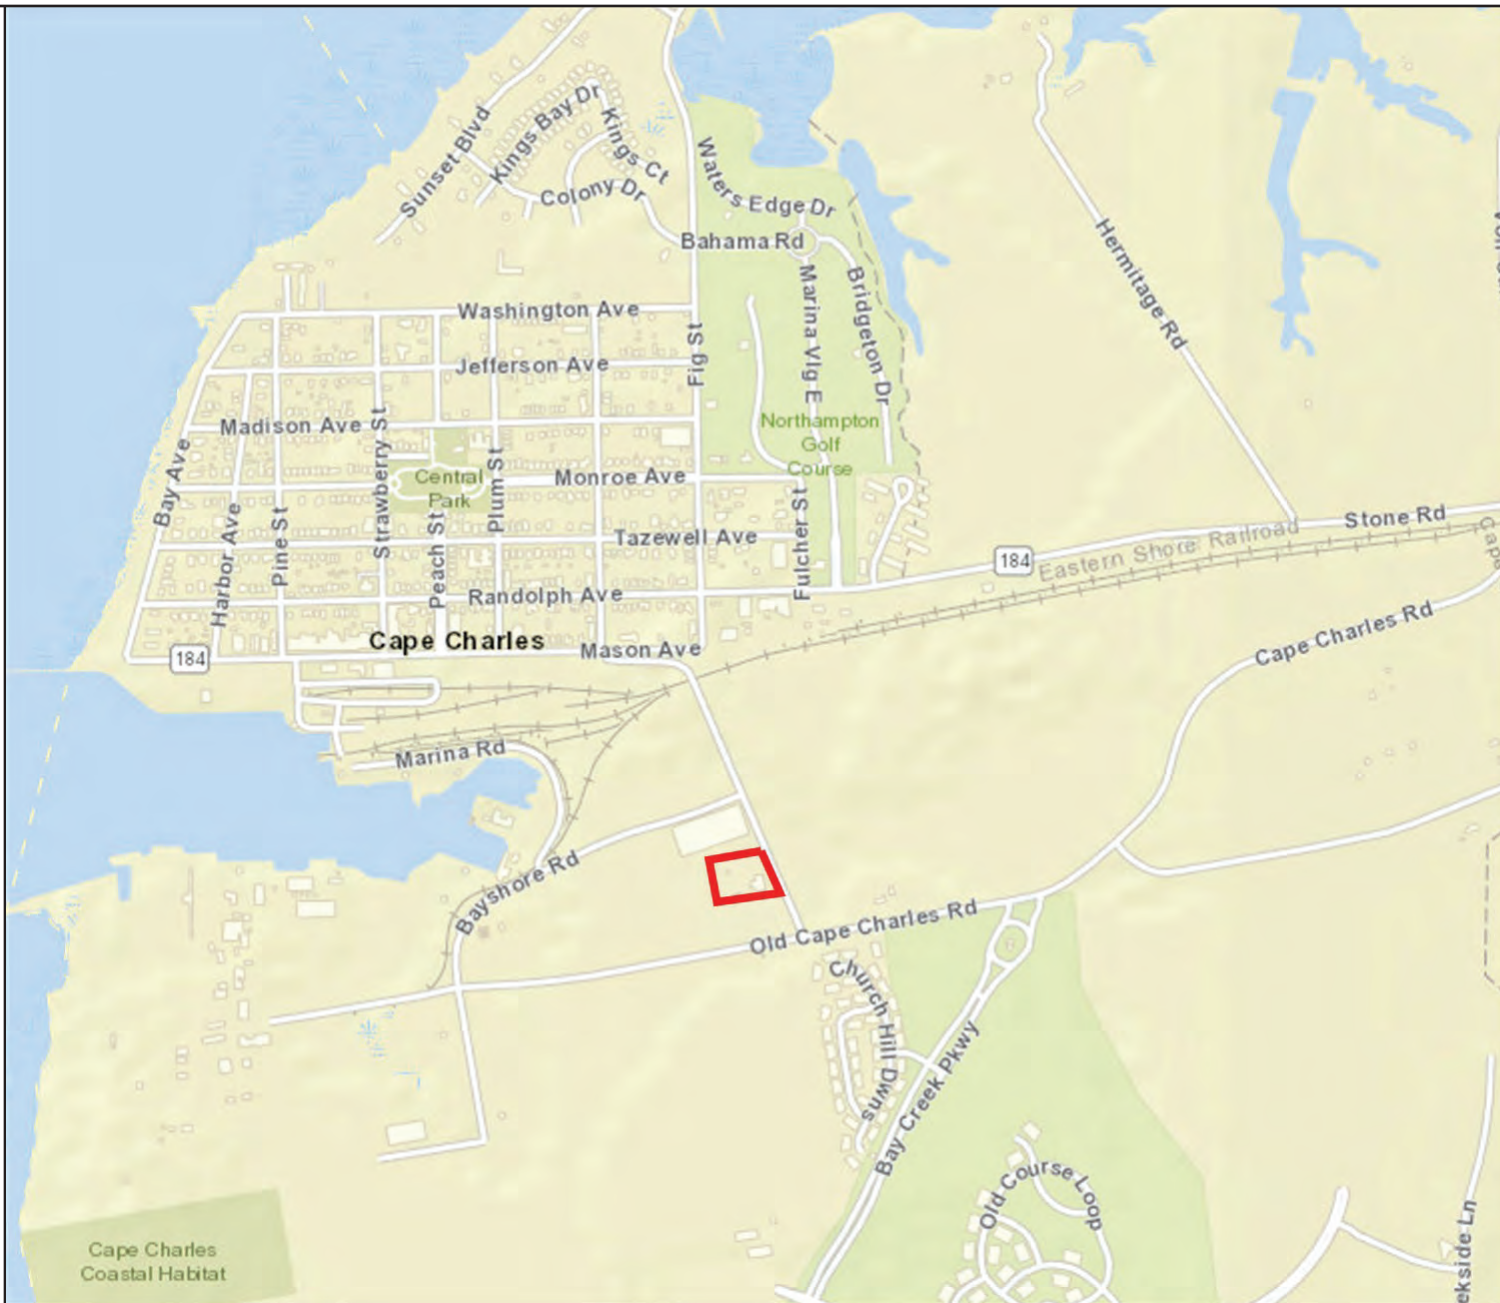 Kings Bay Dr
Sunset Blvd
Kings Ct
Colony Dr
Waters Edge Dr
Bahama Rd
Hermitage Rd
Marina Vlg E
Bridgeton Dr
Washington Ave
Fig St
Jefferson Ave
Madison Ave
Northampton
Golf
Course
Bay Ave
Strawberry St
Plum St
Central
Park
Monroe Ave
Harbor Ave
Pine St
Peach St
Tazewell Ave
Fulcher St
Stone Rd
Eastern Shore Railroad
Cape
184
Randolph Ave
Cape Charles Rd
Cape Charles
184
Mason Ave
Marina Rd
Bayshore Rd
Old Cape Charles Rd
Church Hill Dwns
Bay Creek Pkwy
Old Course Loop
Cape Charles
Coastal Habitat
ekside Ln